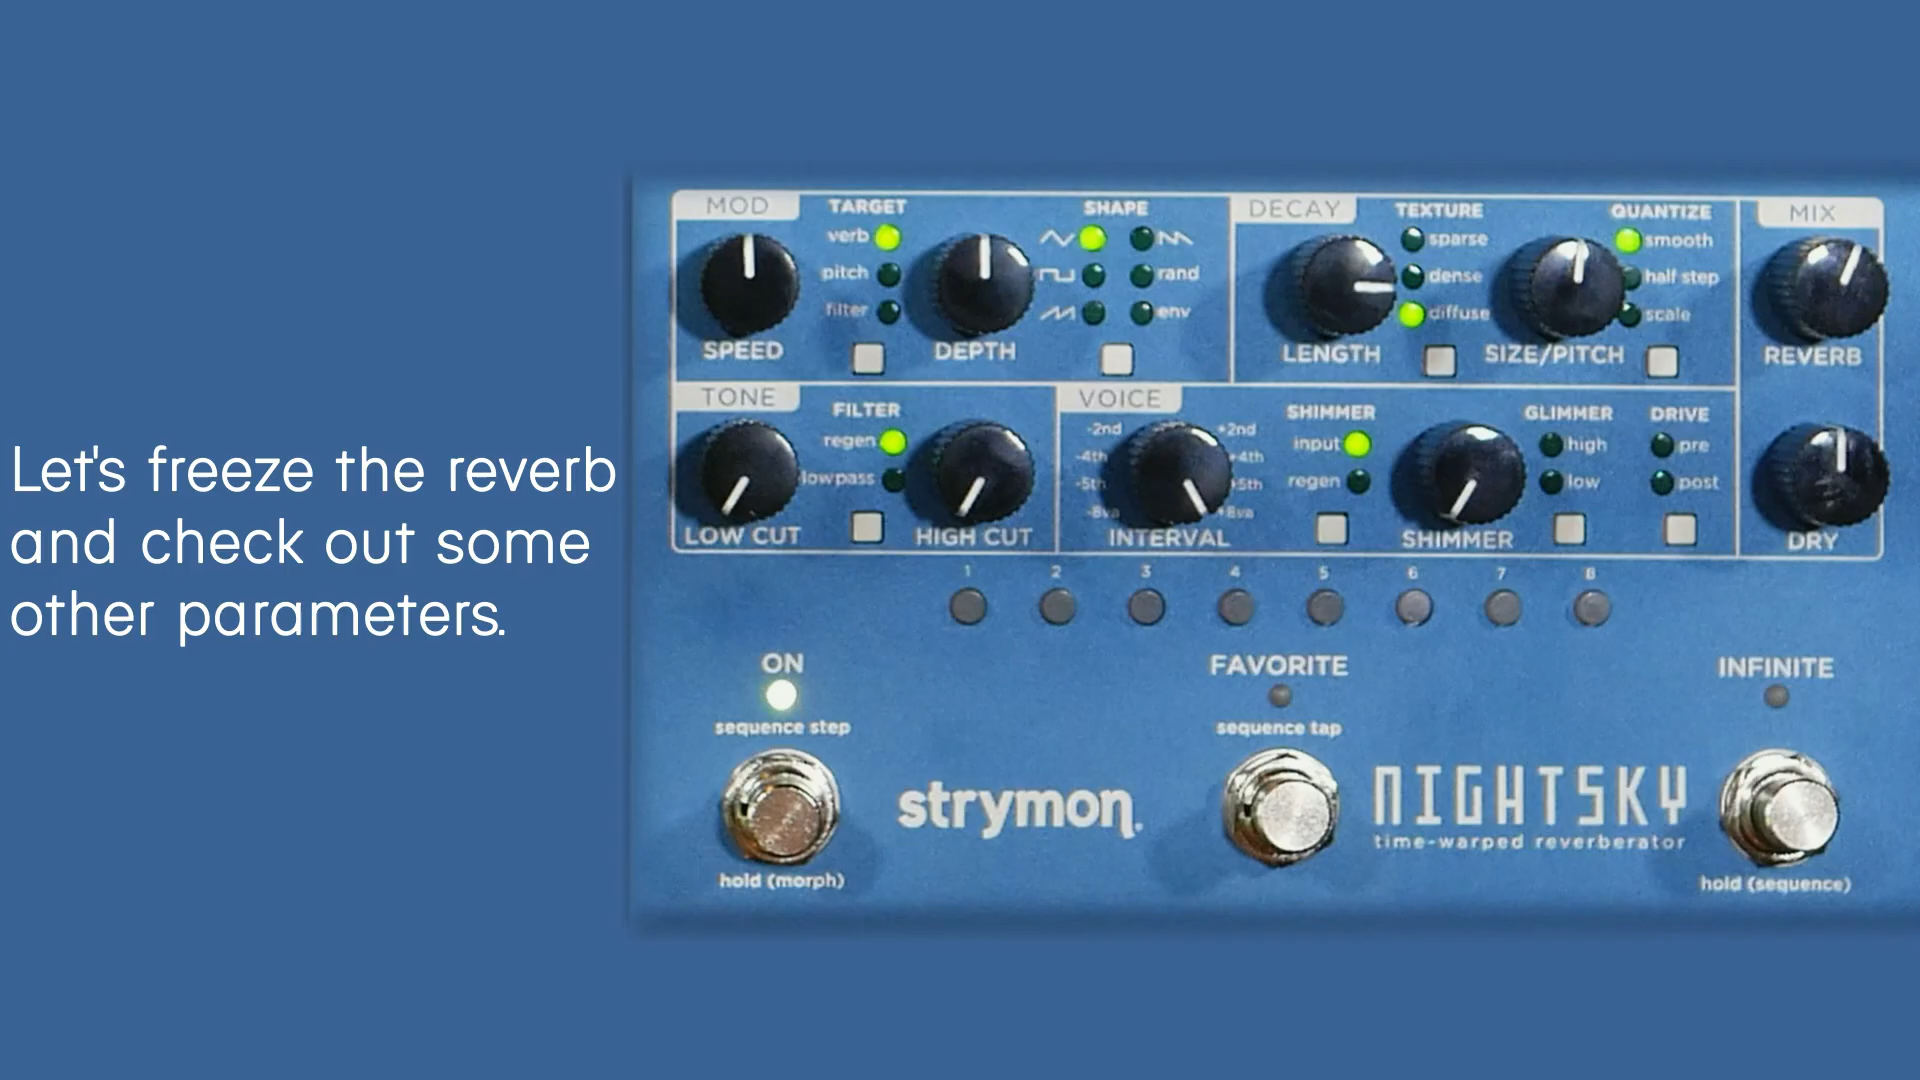 Let's freeze the reverb
and check out some
other parameters.
MOD
TARGET
SHAPE
DECAY
TEXTURE
QUANTIZE
MIX
verb
sparse
smooth
pitch
rand
dense
half step
filter
env
diffuse
scale
SPEED
DEPTH
LENGTH
SIZE/PITCH
REVERB
TONE
FILTER
VOICE
SHIMMER
GLIMMER
DRIVE
regen
-2nd
+2nd
input
high
pre
-4th
+4th
lowpass
-5th
+5th
regen
low
post
-8va
+8va
LOW CUT
HIGH CUT
INTERVAL
SHIMMER
DRY
1 2 3 4 5 6 7 8
ON
FAVORITE
INFINITE
sequence step
sequence tap
strymon.
NIGHTSKY
time-warped reverberator
hold (morph)
hold (sequence)